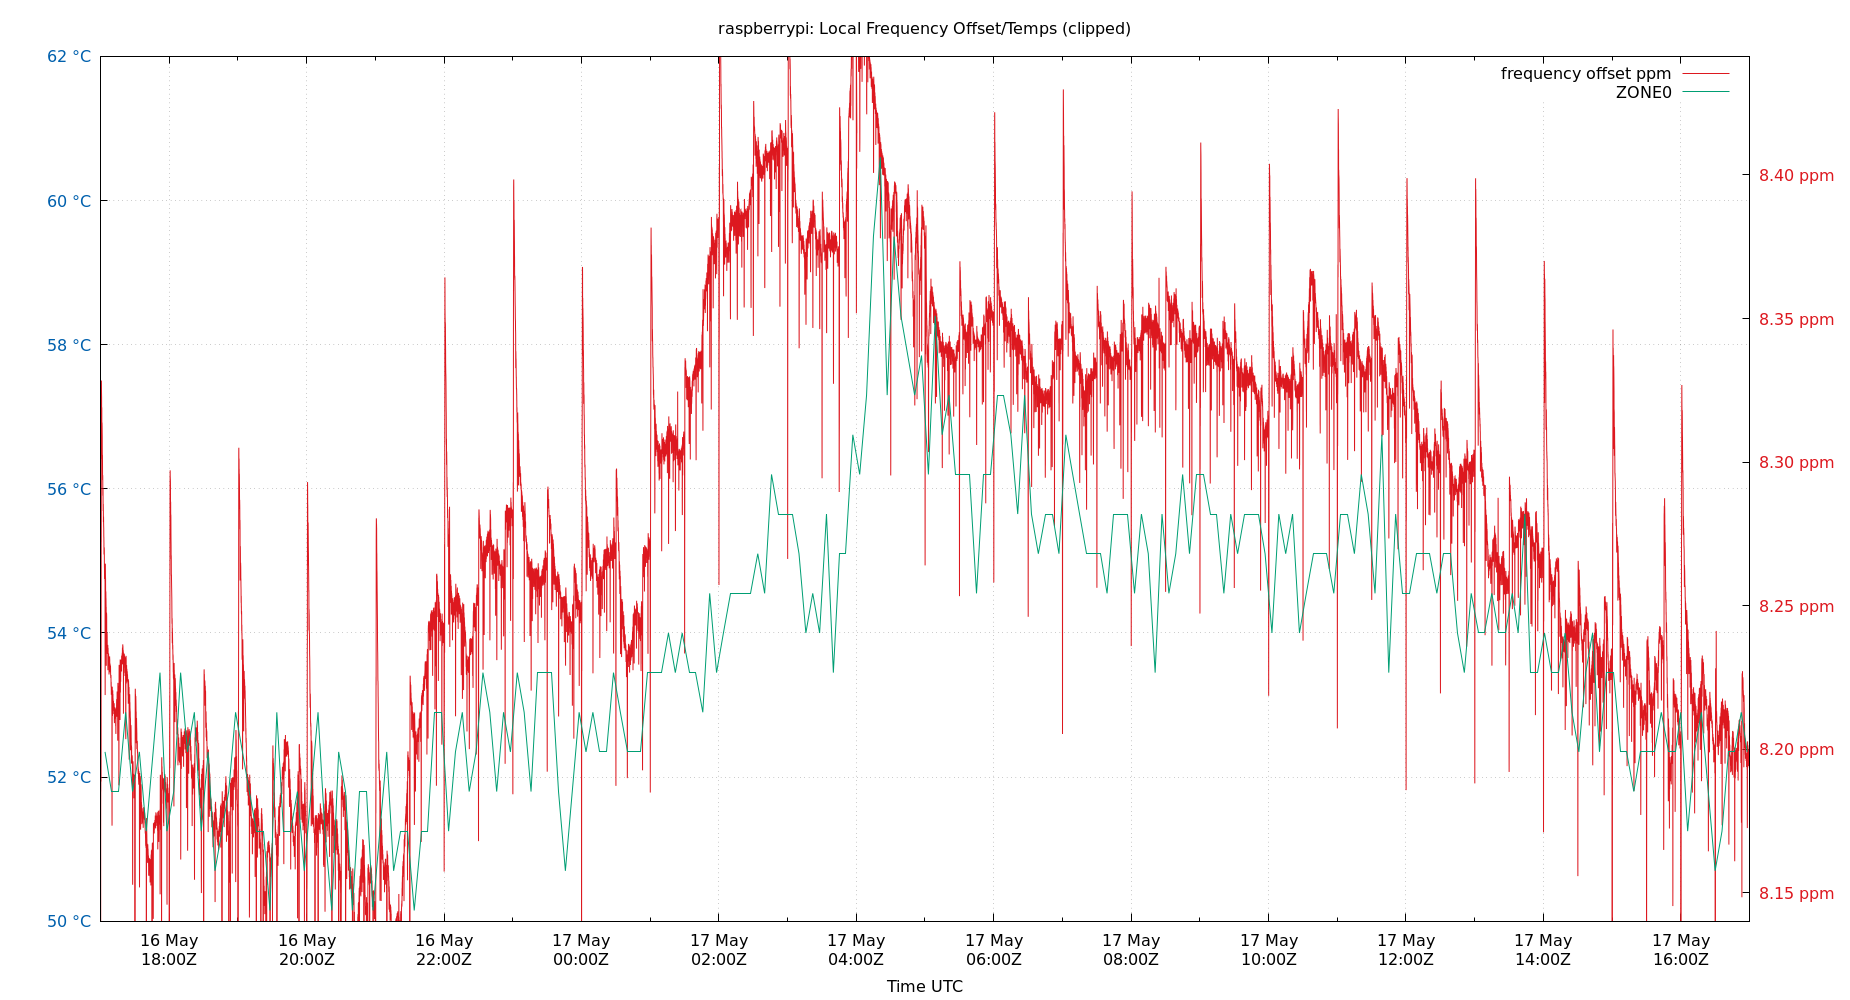 raspberrypi: Local Frequency Offset/Temps (clipped)
frequency offset ppm
ZONE0
62 °C
60 °C
58 °C
56 °C
54 °C
52 °C
50 °C
8.40 ppm
8.35 ppm
8.30 ppm
8.25 ppm
8.20 ppm
8.15 ppm
16 May 16 May 16 May 17 May 17 May 17 May 17 May 17 May 17 May 17 May 17 May 17 May
18:00Z 20:00Z 22:00Z 00:00Z 02:00Z 04:00Z 06:00Z 08:00Z 10:00Z 12:00Z 14:00Z 16:00Z
Time UTC